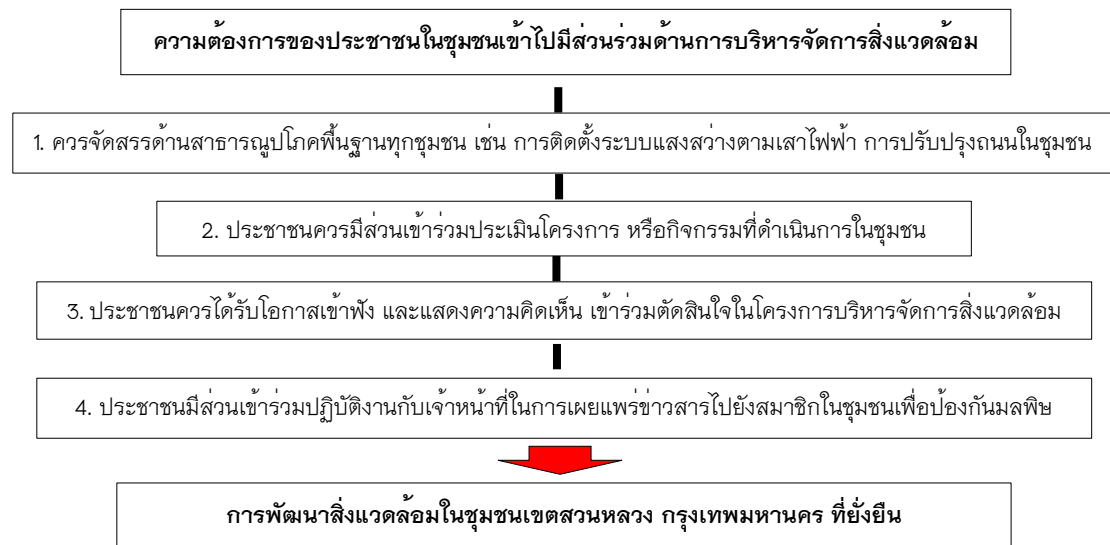 ความต้องการของประชาชนในชุมชนเข้าไปมีส่วนร่วมด้านการบริหารจัดการสิ่งแวดล้อม
1. ควรจัดสรรด้านสาธารณูปโภคพื้นฐานทุกชุมชน เช่น การติดตั้งระบบแสงสว่างตามเสาไฟฟ้า การปรับปรุงถนนในชุมชน
2. ประชาชนควรมีส่วนเข้าร่วมประเมินโครงการ หรือกิจกรรมที่ดำเนินการในชุมชน
3. ประชาชนควรได้รับโอกาสเข้าฟัง และแสดงความคิดเห็น เข้าร่วมตัดสินใจในโครงการบริหารจัดการสิ่งแวดล้อม
4. ประชาชนมีส่วนเข้าร่วมปฏิบัติงานกับเจ้าหน้าที่ในการเผยแพร่ข่าวสารไปยังสมาชิกในชุมชนเพื่อป้องกันมลพิษ
การพัฒนาสิ่งแวดล้อมในชุมชนเขตสวนหลวง กรุงเทพมหานคร ที่ยั่งยืน